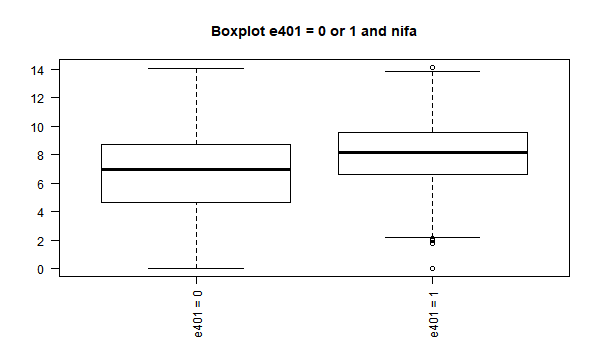 Boxplot e401 = 0 or 1 and nifa
14
12
10
8
6
4
2
0
e401 = 0
e401 = 1